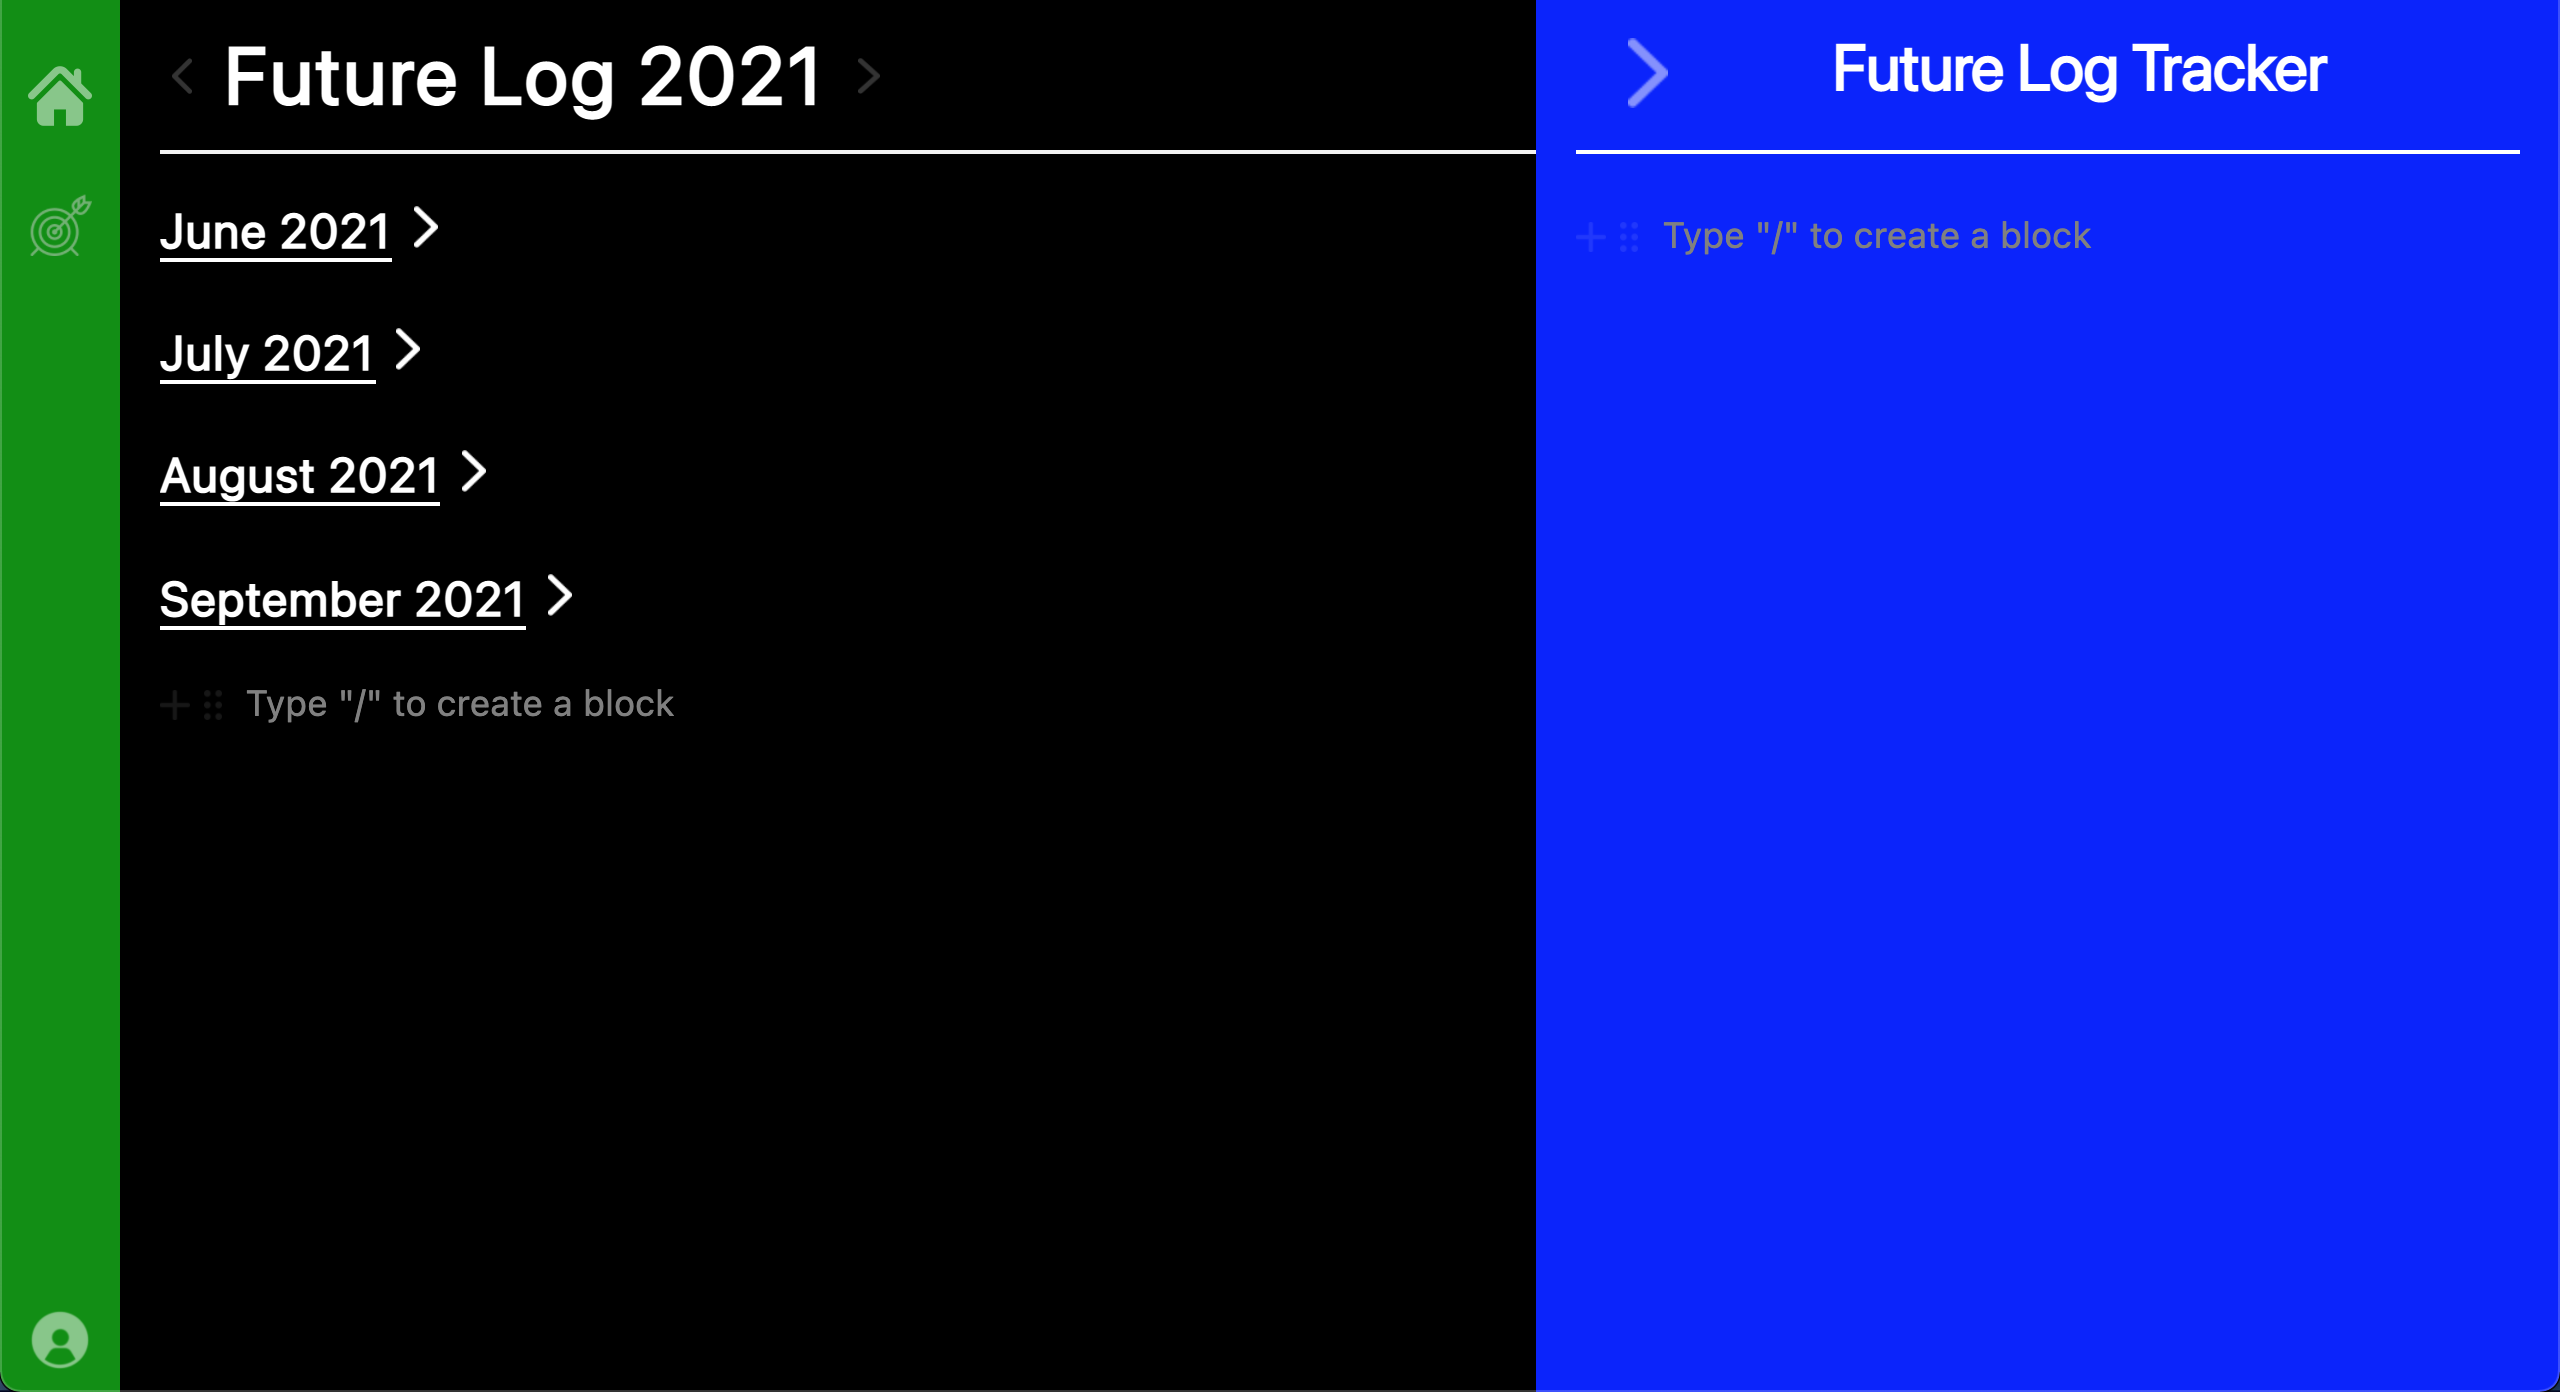 Future Log 2021
June 2021
July 2021
August 2021
September 2021
Type "/" to create a block
Future Log Tracker
Type "/" to create a block